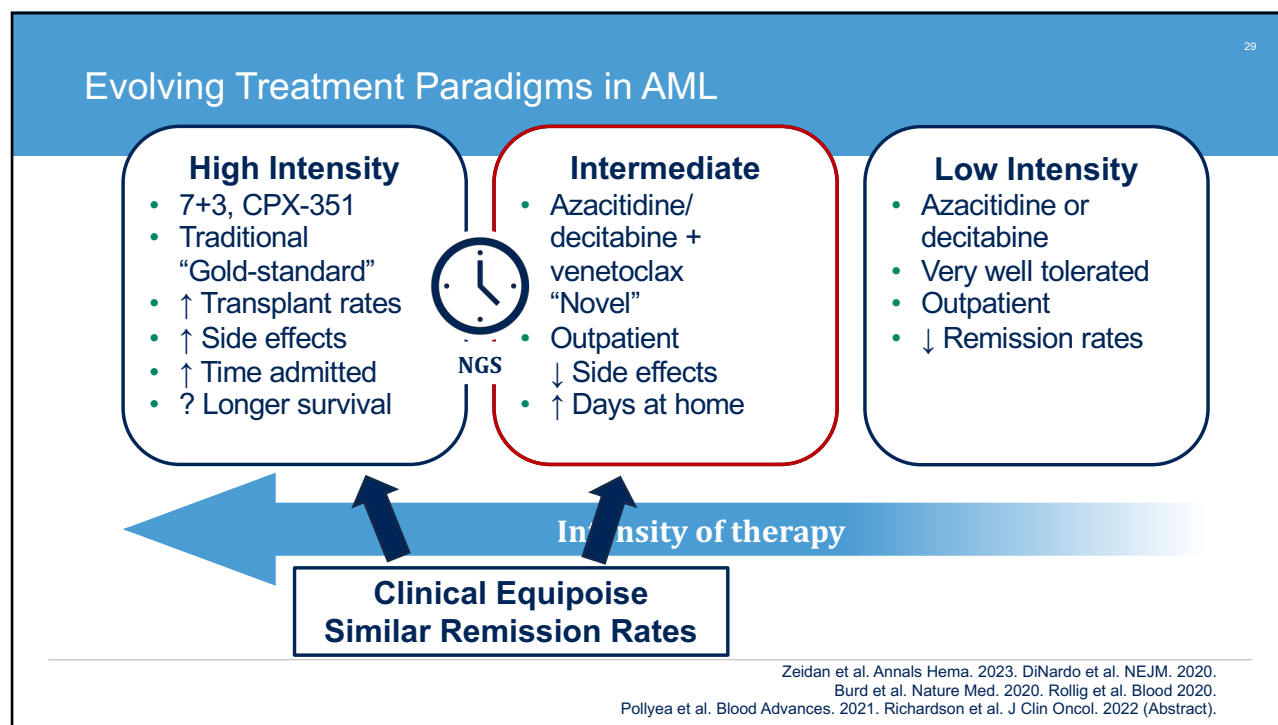 29
Evolving Treatment Paradigms in AML
High Intensity
• 7+3, CPX-351
• Traditional
“Gold-standard”
• ↑ Transplant rates
• ↑ Side effects
• ↑ Time admitted
• ? Longer survival
NGS
Intermediate
• Azacitidine/
decitabine +
venetoclax
“Novel”
• Outpatient
↓ Side effects
• ↑ Days at home
Low Intensity
• Azacitidine or
decitabine
• Very well tolerated
• Outpatient
• ↓ Remission rates
Intensity of therapy
Clinical Equipoise
Similar Remission Rates
Zeidan et al. Annals Hema. 2023. DiNardo et al. NEJM. 2020.
Burd et al. Nature Med. 2020. Rollig et al. Blood 2020.
Pollyea et al. Blood Advances. 2021. Richardson et al. J Clin Oncol. 2022 (Abstract).